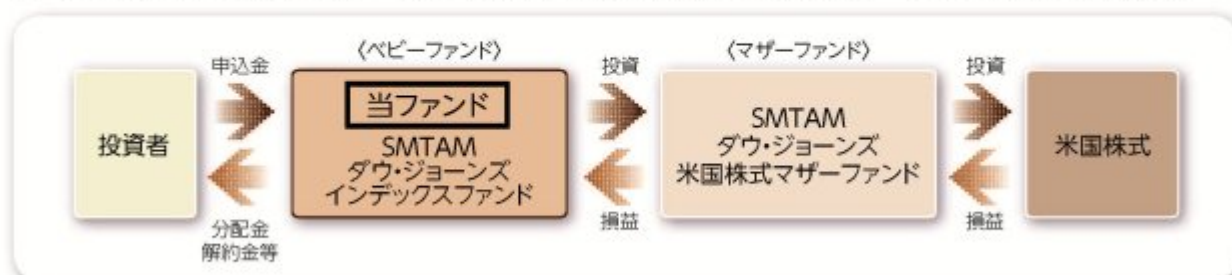 〈ベビーファンド〉
〈マザーファンド〉
申込金
投資
投資
投資者
当ファンド
SMTAM
ダウ・ジョーンズ
インデックスファンド
SMTAM
ダウ・ジョーンズ
米国株式マザーファンド
米国株式
分配金
解約金等
損益
損益